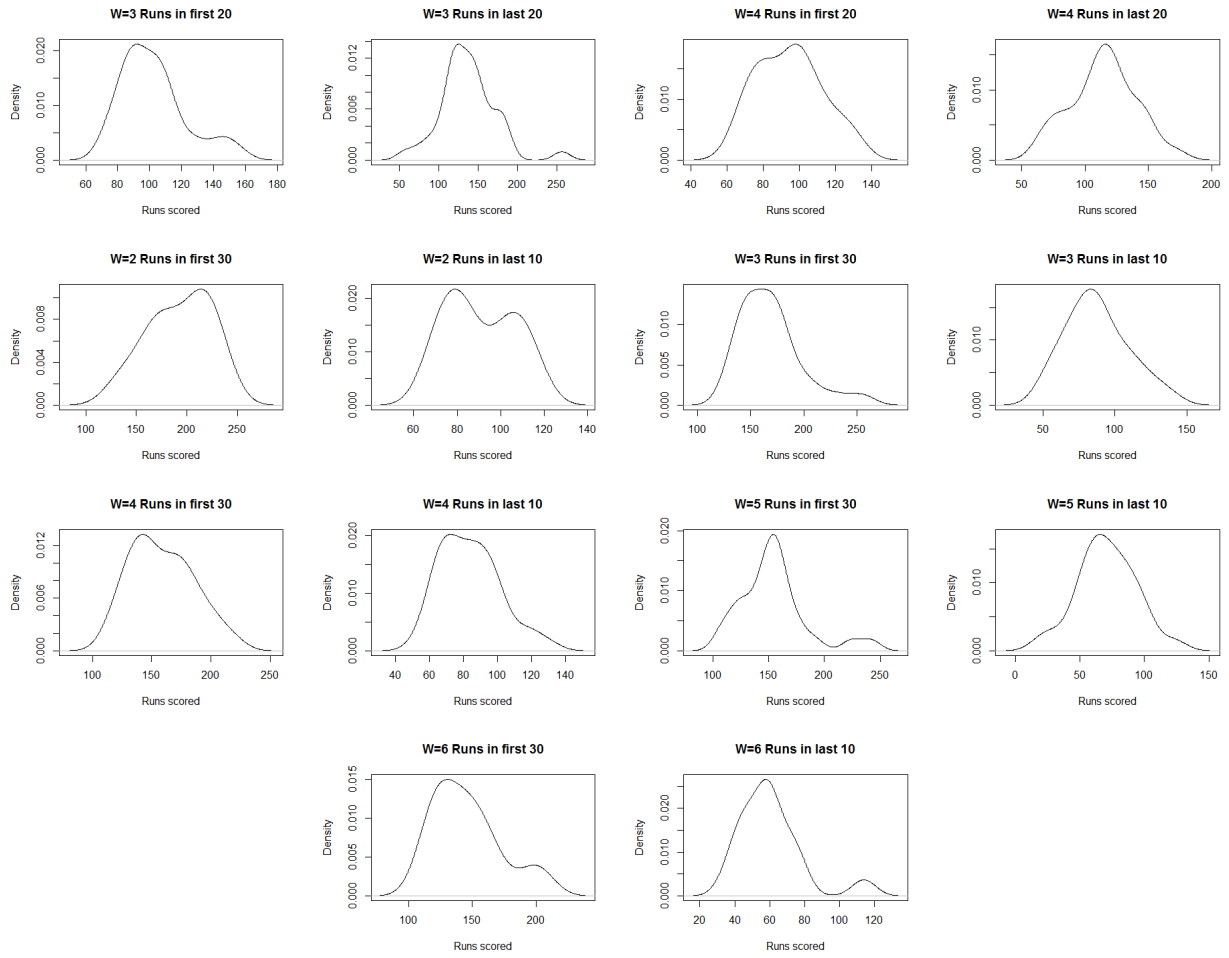 W=3 Runs in first 20
Density
0.000 0.010 0.020
60 80 100 120 140 160 180
Runs scored
W=3 Runs in last 20
Density
0.000 0.006 0.012
50 100 150 200 250
Runs scored
W=4 Runs in first 20
Density
0.000 0.010
40 60 80 100 120 140
Runs scored
W=4 Runs in last 20
Density
0.000 0.010
50 100 150 200
Runs scored
W=2 Runs in first 30
Density
0.000 0.004 0.008
100 150 200 250
Runs scored
W=2 Runs in last 10
Density
0.000 0.010 0.020
60 80 100 120 140
Runs scored
W=3 Runs in first 30
Density
0.000 0.005 0.010
100 150 200 250
Runs scored
W=3 Runs in last 10
Density
0.000 0.010
50 100 150
Runs scored
W=4 Runs in first 30
Density
0.000 0.006 0.012
100 150 200 250
Runs scored
W=4 Runs in last 10
Density
0.000 0.010 0.020
40 60 80 100 120 140
Runs scored
W=5 Runs in first 30
Density
0.000 0.010 0.020
100 150 200 250
Runs scored
W=5 Runs in last 10
Density
0.000 0.010
0 50 100 150
Runs scored
W=6 Runs in first 30
Density
0.000 0.005 0.010 0.015
100 150 200
Runs scored
W=6 Runs in last 10
Density
0.000 0.010 0.020
20 40 60 80 100 120
Runs scored